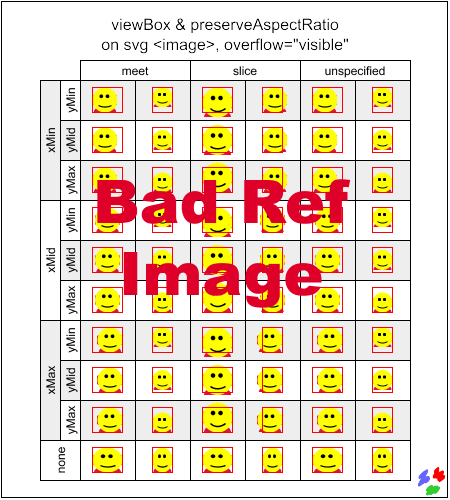 viewBox & preserveAspectRatio
on svg <image>, overflow="visible"
meet slice unspecified
xMin
yMin
yMid
yMax
xMid
yMin
yMid
yMax
xMax
yMin
yMid
yMax
none
Bad Ref
Image